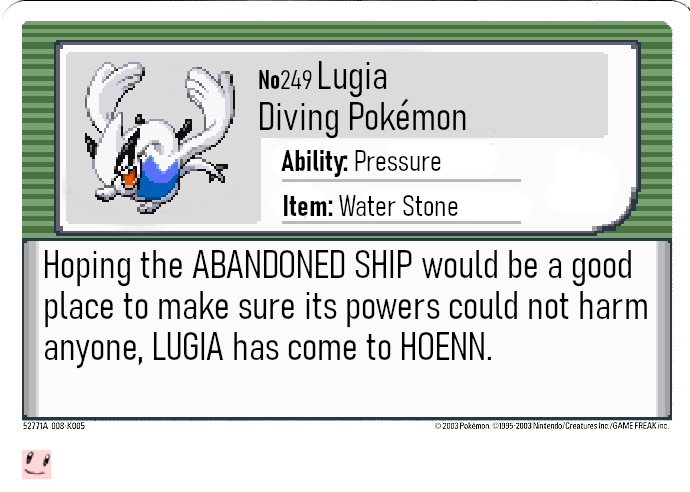 No249 Lugia
Diving Pokémon
Ability: Pressure
Item: Water Stone
Hoping the ABANDONED SHIP would be a good
place to make sure its powers could not harm
anyone, LUGIA has come to HOENN.
52771A 008-K005
© 2003 Pokémon. ©1995-2003 Nintendo/Creatures Inc./GAME FREAK inc.